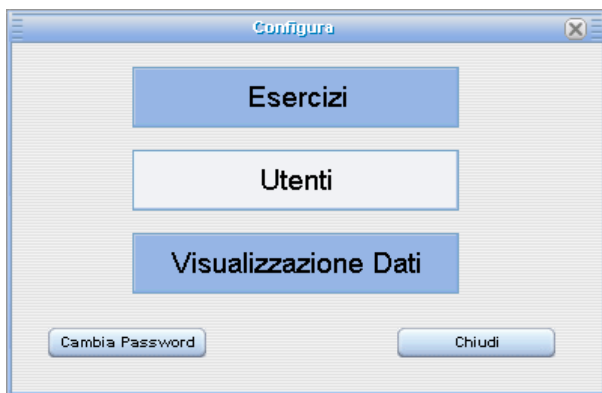 Configura
Esercizi
Utenti
Visualizzazione Dati
Cambia Password
Chiudi